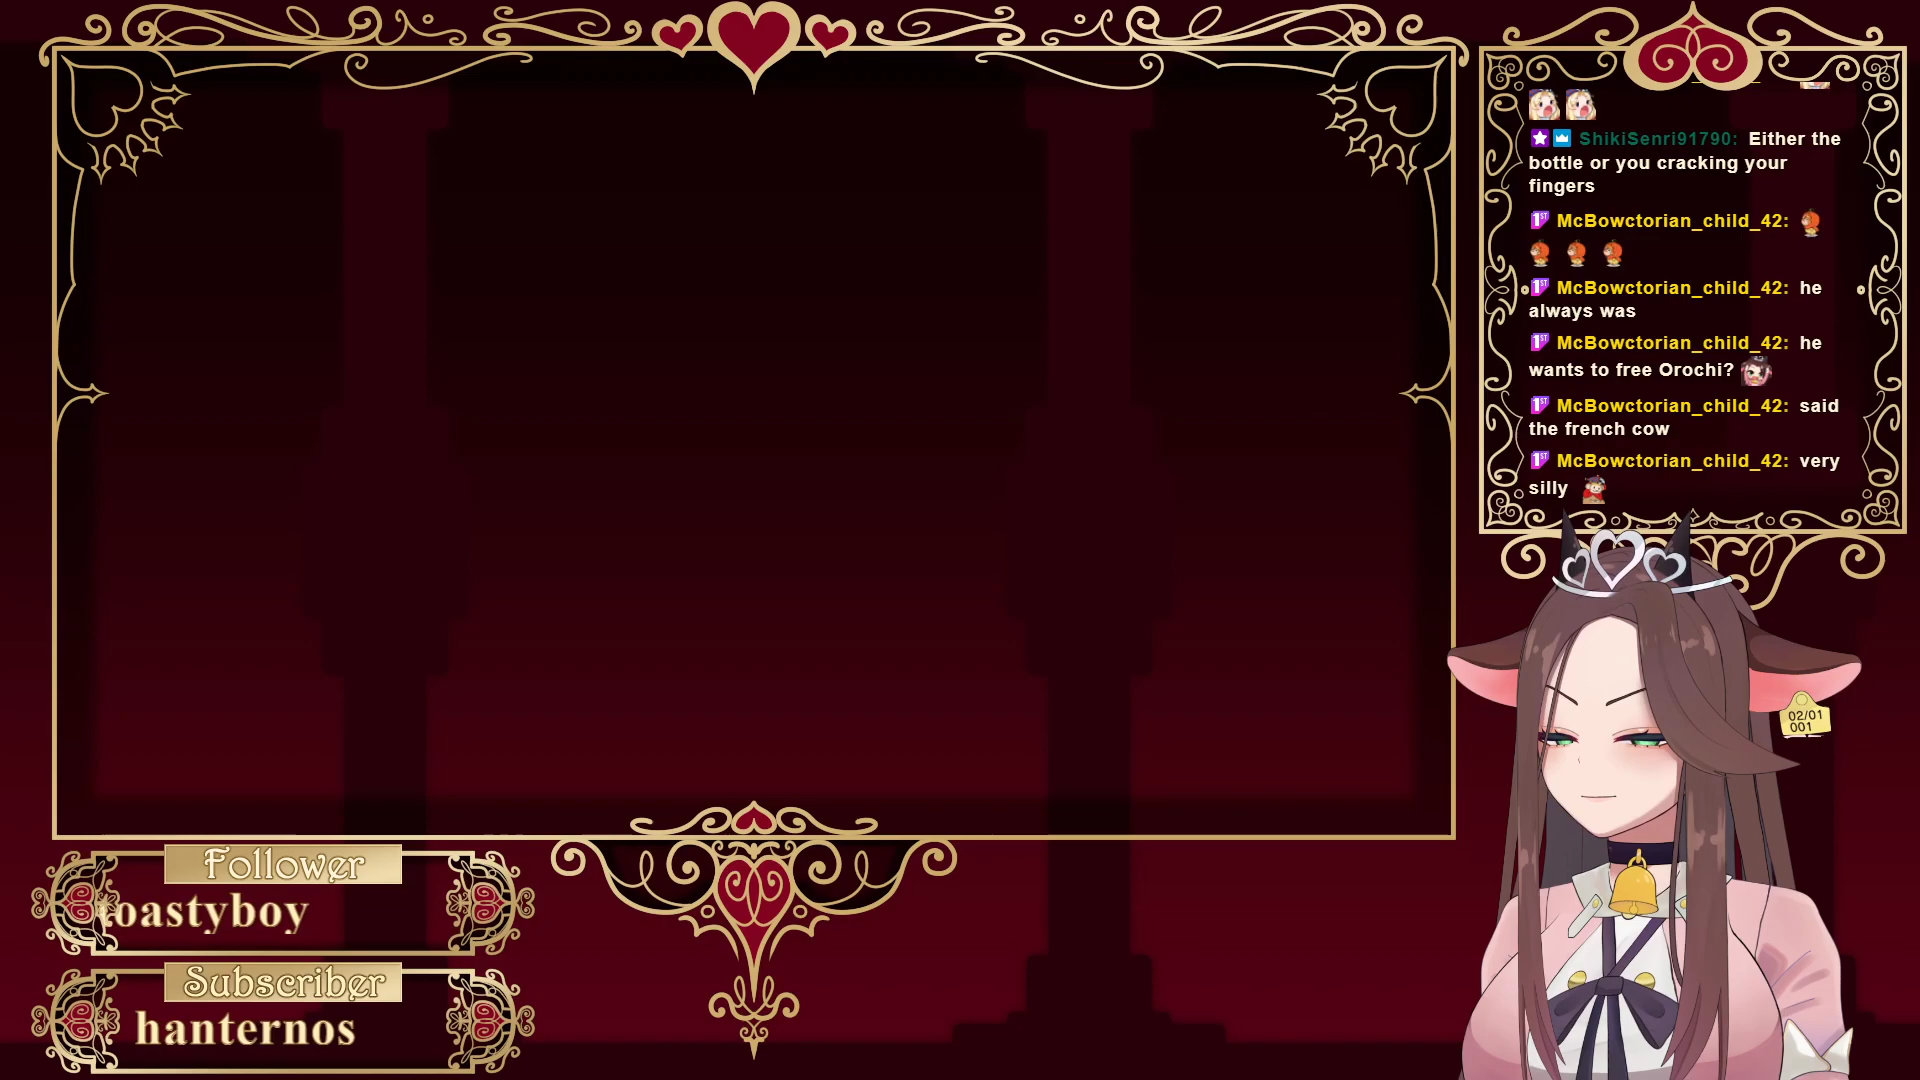 ShikiSenri91790: Either the
bottle or you cracking your
fingers
McBowctorian_child_42:
McBowctorian_child_42: he
always was
McBowctorian_child_42: he
wants to free Orochi?
McBowctorian_child_42: said
the french cow
McBowctorian_child_42: very
silly
02/01
001
Follower
toastyboy
Subscriber
hanternos